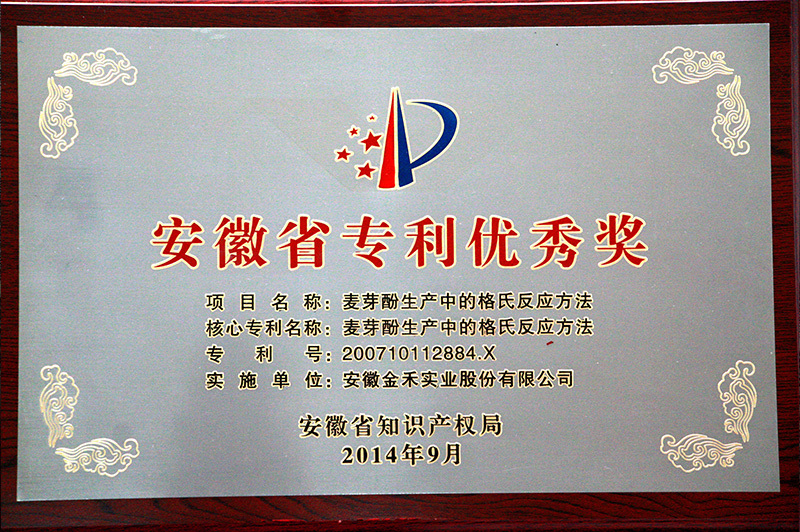 安徽省专利优秀奖
项目名称：麦芽酚生产中的格氏反应方法
核心专利名称：麦芽酚生产中的格氏反应方法
专利号：200710112884.X
实施单位：安徽金禾实业股份有限公司
安徽省知识产权局
2014年9月